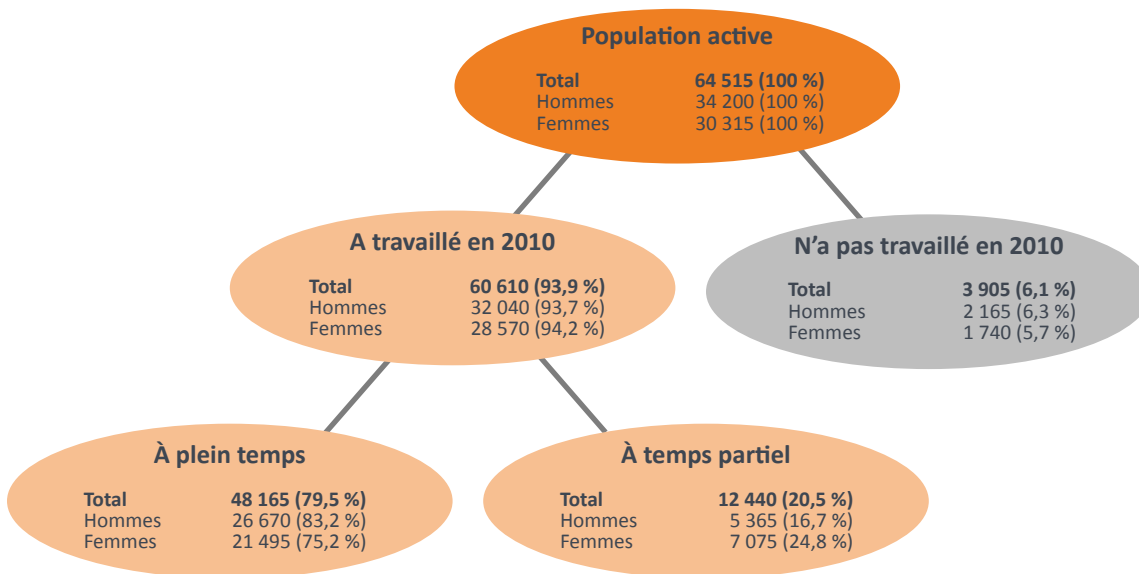 Population active
Total 64 515 (100 %)
Hommes 34 200 (100 %)
Femmes 30 315 (100 %)
A travaillé en 2010
Total 60 610 (93,9 %)
Hommes 32 040 (93,7 %)
Femmes 28 570 (94,2 %)
N'a pas travaillé en 2010
Total 3 905 (6,1 %)
Hommes 2 165 (6,3 %)
Femmes 1 740 (5,7 %)
À plein temps
Total 48 165 (79,5 %)
Hommes 26 670 (83,2 %)
Femmes 21 495 (75,2 %)
À temps partiel
Total 12 440 (20,5 %)
Hommes 5 365 (16,7 %)
Femmes 7 075 (24,8 %)